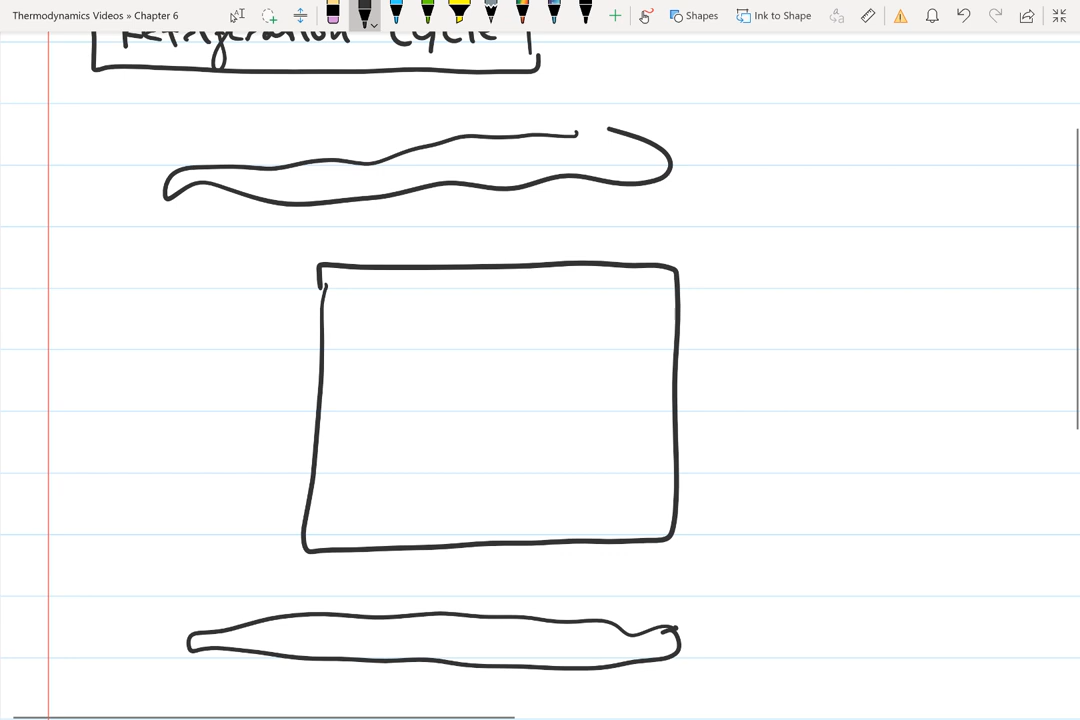 Thermodynamics Videos » Chapter 6
Shapes
Ink to Shape
Refrigeration Cycle